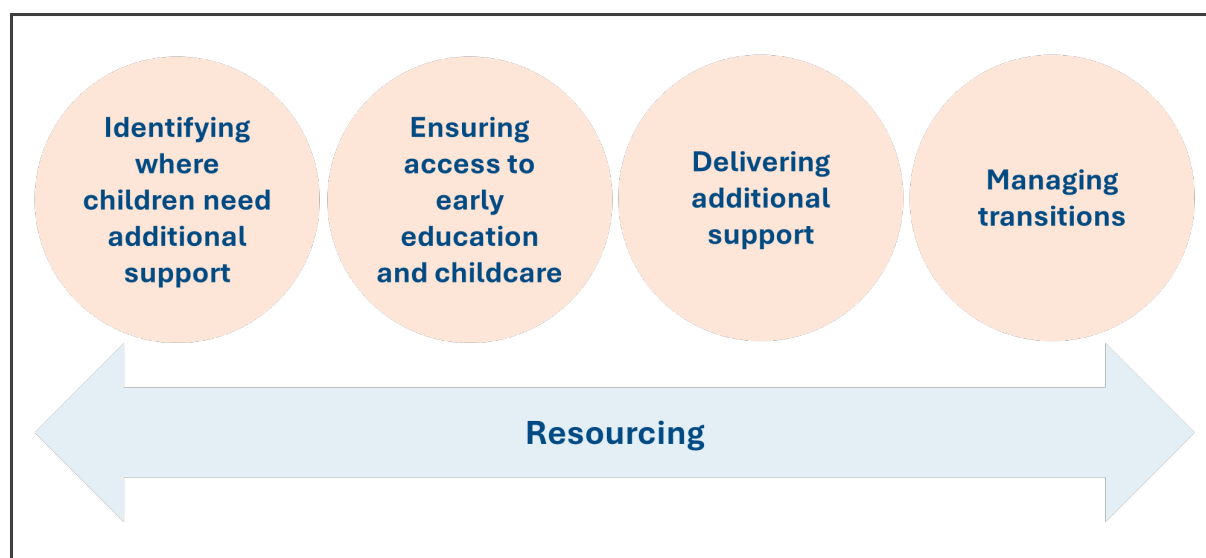 Identifying
where
children need
additional
support
Ensuring
access to
early
education
and childcare
Delivering
additional
support
Managing
transitions
Resourcing